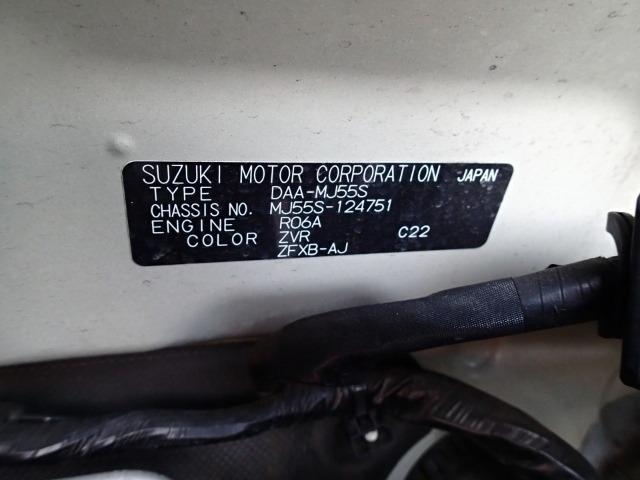 SUZUKI MOTOR CORPORATION JAPAN
TYPE DAA-MJ55S
CHASSIS NO. MJ55S-124751
ENGINE R06A
COLOR ZVR C22
ZFXB-AJ